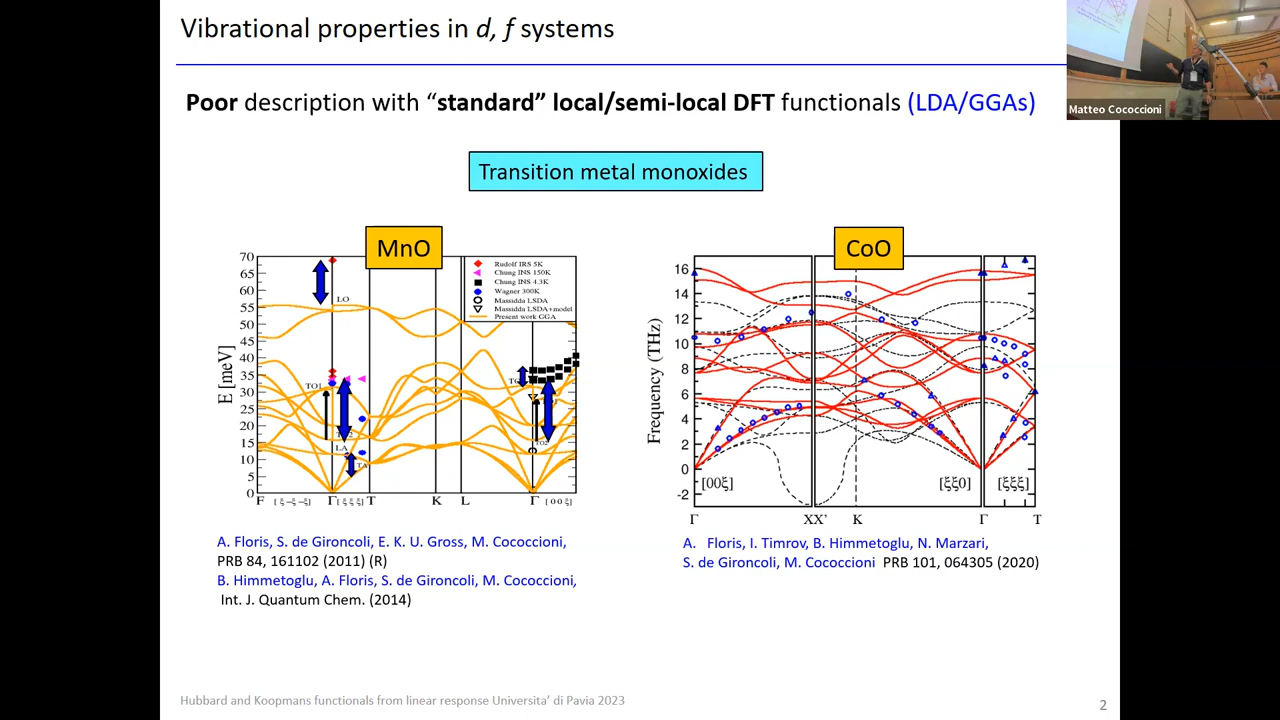 Vibrational properties in d, f systems
Matteo Cococcioni
Poor description with “standard” local/semi-local DFT functionals (LDA/GGAs)
Transition metal monoxides
MnO
70
65
60
55
50
45
40
35
30
25
20
15
10
5
0
E [meV]
Rudolf IRS 5K
Chung INS 150K
Chung INS 4.3K
Wagner 300K
Massidda LSDA
Massidda LSDA+model
Present work GGA
LO
TO1
LA
TA
TO2
F [ ξ -ξ -ξ ] Γ [ ξ ξ ξ ] T K L Γ [ 0 0 ξ ]
CoO
16
14
12
10
8
6
4
2
0
-2
Frequency (THz)
[00ξ] [ξξ0] [ξξξ]
Γ X X' K Γ T
A. Floris, S. de Gironcoli, E. K. U. Gross, M. Cococcioni,
PRB 84, 161102 (2011) (R)
B. Himmetoglu, A. Floris, S. de Gironcoli, M. Cococcioni,
Int. J. Quantum Chem. (2014)
A. Floris, I. Timrov, B. Himmetoglu, N. Marzari,
S. de Gironcoli, M. Cococcioni PRB 101, 064305 (2020)
Hubbard and Koopmans functionals from linear response Universita’ di Pavia 2023
2